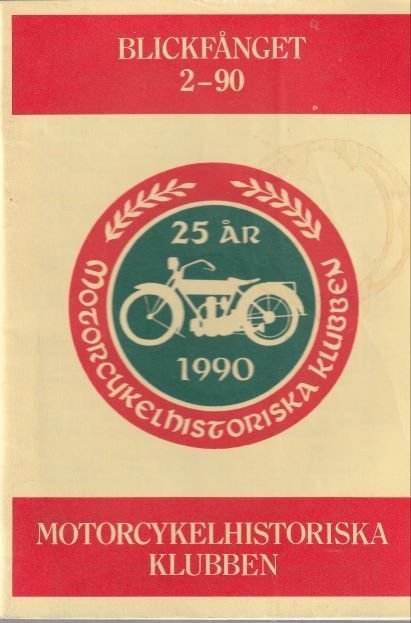 BLICKFÅNGET
2-90
25 ÅR
1990
MOTORCYKELHISTORISKA KLUBBEN
MOTORCYKELHISTORISKA
KLUBBEN